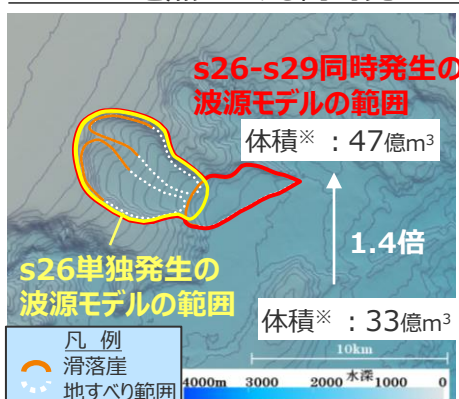 s26-s29同時発生の
波源モデルの範囲
体積※ ：47億m³
1.4倍
s26単独発生の
波源モデルの範囲
体積※ ：33億m³
凡 例
滑落崖
地すべり範囲
10km
4000m 3000 2000 水深 1000 0